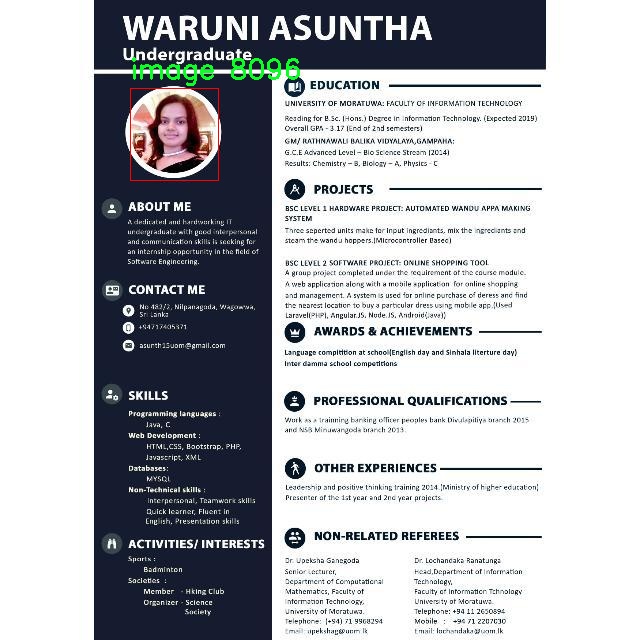 WARUNI ASUNTHA
Undergraduate
image 8096
ABOUT ME
A dedicated and hardworking IT
undergraduate with good interpersonal
and communication skills is seeking for
an internship opportunity in the field of
Software Engineering.
CONTACT ME
No 482/2, Nilpanagoda, Wagowwa,
Sri Lanka
+94717405371
asunth15uom@gmail.com
SKILLS
Programming languages :
Java, C
Web Development :
HTML,CSS, Bootstrap, PHP,
Javascript, XML
Databases:
MYSQL
Non-Technical skills :
Interpersonal, Teamwork skills
Quick learner, Fluent in
English, Presentation skills
ACTIVITIES/ INTERESTS
Sports :
Badminton
Societies :
Member - Hking Club
Organizer - Science
Society
EDUCATION
UNIVERSITY OF MORATUWA: FACULTY OF INFORMATION TECHNOLOGY
Reading for B.Sc. (Hons.) Degree in Information Technology. (Expected 2019)
Overall GPA - 3.17 (End of 2nd semesters)
GM/ RATHNAWALI BALIKA VIDYALAYA,GAMPAHA:
G.C.E Advanced Level – Bio Science Stream (2014)
Results: Chemistry – B, Biology – A, Physics - C
PROJECTS
BSC LEVEL 1 HARDWARE PROJECT: AUTOMATED WANDU APPA MAKING
SYSTEM
Three seperted units make for input ingrediants, mix the ingrediants and
steam the wandu hoppers.(Microcontroller Based)
BSC LEVEL 2 SOFTWARE PROJECT: ONLINE SHOPPING TOOL
A group project completed under the requirement of the course module.
A web application along with a mobile application for online shopping
and management. A system is used for online purchase of deress and find
the nearest location to buy a particular dress using mobile app.(Used
Laravel(PHP), Angular.JS, Node.JS, Android(Java))
AWARDS & ACHIEVEMENTS
Language compitition at school(English day and Sinhala literture day)
Inter damma school competitions
PROFESSIONAL QUALIFICATIONS
Work as a trainning banking officer peoples bank Divulapitiya branch 2015
and NSB Minuwangoda branch 2013.
OTHER EXPERIENCES
Leadership and positive thinking training 2014.(Ministry of higher education)
Presenter of the 1st year and 2nd year projects.
NON-RELATED REFEREES
Dr. Upeksha Ganegoda
Senior Lecturer,
Department of Computational
Mathematics, Faculty of
Information Technology,
University of Moratuwa.
Telephone: (+94) 71 9968294
Email: upekshag@uom.lk
Dr. Lochandaka Ranatunga
Head,Department of Information
Technology,
Faculty of Information Tchnology
University of Moratuwa.
Telephone: +94 11 2650894
Mobile : +94 71 2207030
Email: lochandaka@uom.lk